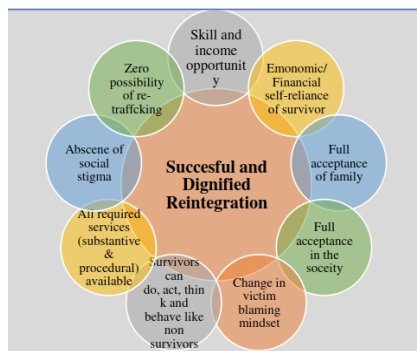 Skill and
income
opportunit
y
Emonomic/
Financial
self-reliance
of survivor
Full
acceptance
of family
Full
acceptance
in the
soceity
Change in
victim
blaming
mindset
Survivors
can
do, act, thin
k and
behave like
non
survivors
All required
services
(substantive
&
procedural)
available
Abscene of
social
stigma
Zero
possibility
of re-
traffcking
Succesful and
Dignified
Reintegration